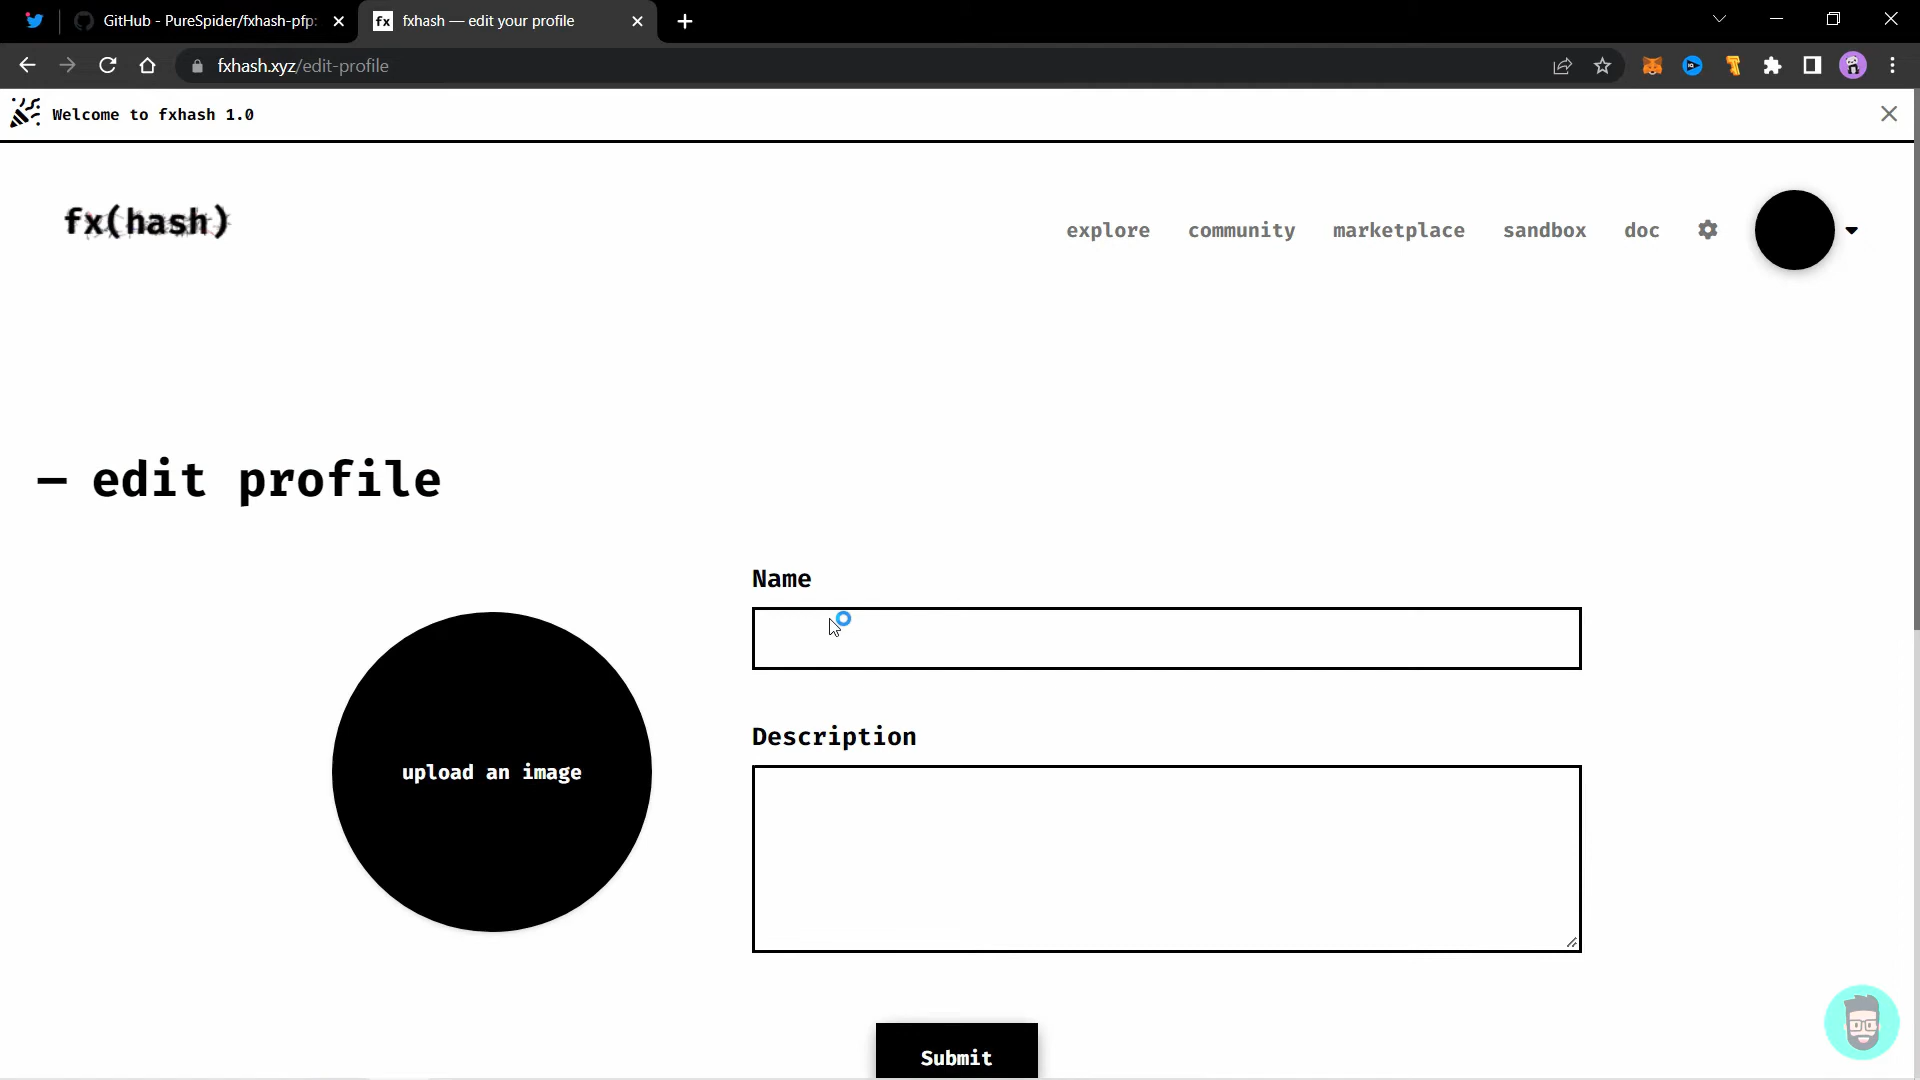 GitHub - PureSpider/fxhash-pfp:
fxhash — edit your profile
fxhash.xyz/edit-profile
Welcome to fxhash 1.0
fx(hash)
explore
community
marketplace
sandbox
doc
— edit profile
Name
upload an image
Description
Submit